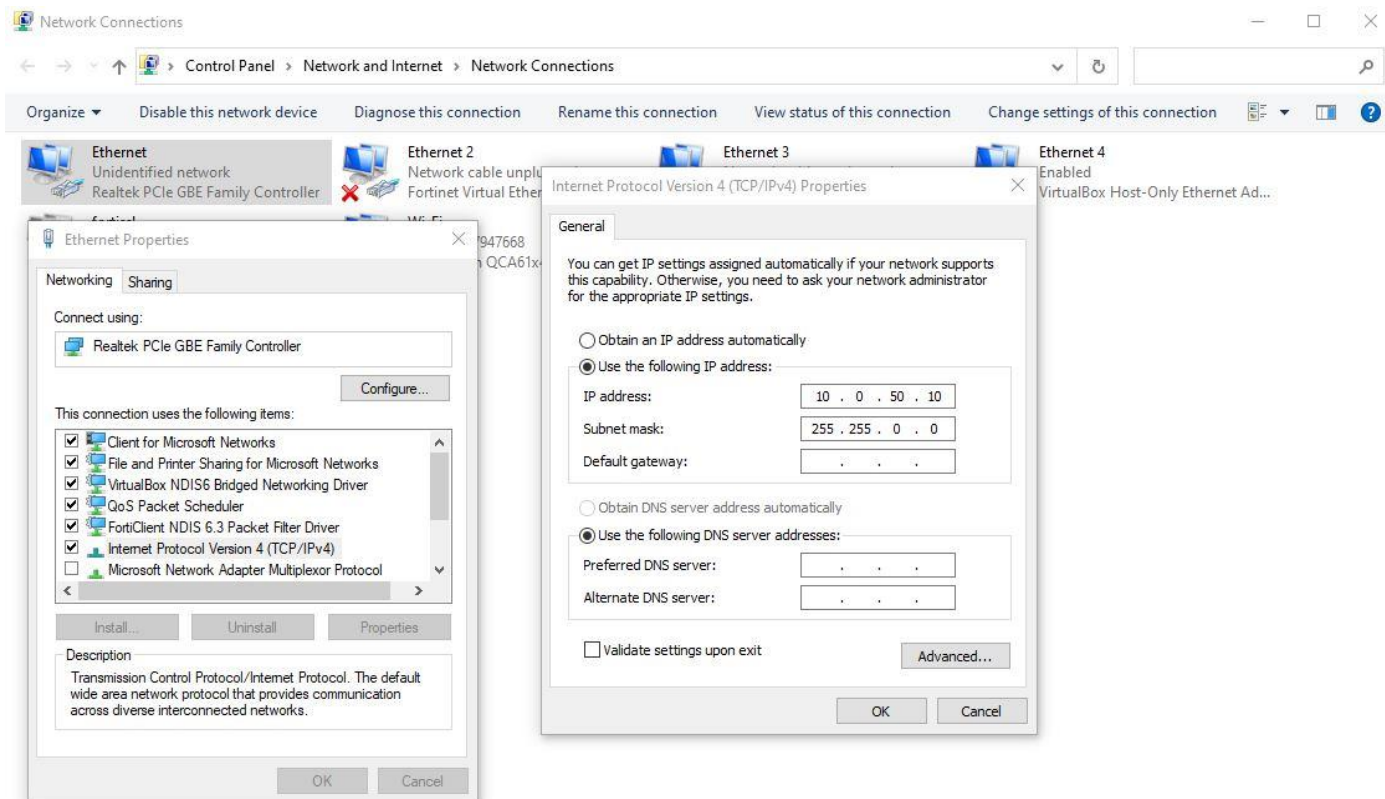 Network Connections
Control Panel > Network and Internet > Network Connections
Organize Disable this network device Diagnose this connection Rename this connection View status of this connection Change settings of this connection
Ethernet
Unidentified network
Realtek PCIe GBE Family Controller
Ethernet 2
Network cable unplu
Fortinet Virtual Ether
Ethernet 3
Ethernet 4
Enabled
VirtualBox Host-Only Ethernet Ad...
7947668
QCA61x4
Ethernet Properties
Networking Sharing
Connect using:
Realtek PCIe GBE Family Controller
Configure...
This connection uses the following items:
Client for Microsoft Networks
File and Printer Sharing for Microsoft Networks
VirtualBox NDIS6 Bridged Networking Driver
QoS Packet Scheduler
FortiClient NDIS 6.3 Packet Filter Driver
Internet Protocol Version 4 (TCP/IPv4)
Microsoft Network Adapter Multiplexor Protocol
Install... Uninstall Properties
Description
Transmission Control Protocol/Internet Protocol. The default
wide area network protocol that provides communication
across diverse interconnected networks.
OK Cancel
Internet Protocol Version 4 (TCP/IPv4) Properties
General
You can get IP settings assigned automatically if your network supports
this capability. Otherwise, you need to ask your network administrator
for the appropriate IP settings.
Obtain an IP address automatically
Use the following IP address:
IP address: 10 . 0 . 50 . 10
Subnet mask: 255 . 255 . 0 . 0
Default gateway: . . .
Obtain DNS server address automatically
Use the following DNS server addresses:
Preferred DNS server: . . .
Alternate DNS server: . . .
Validate settings upon exit
Advanced...
OK Cancel